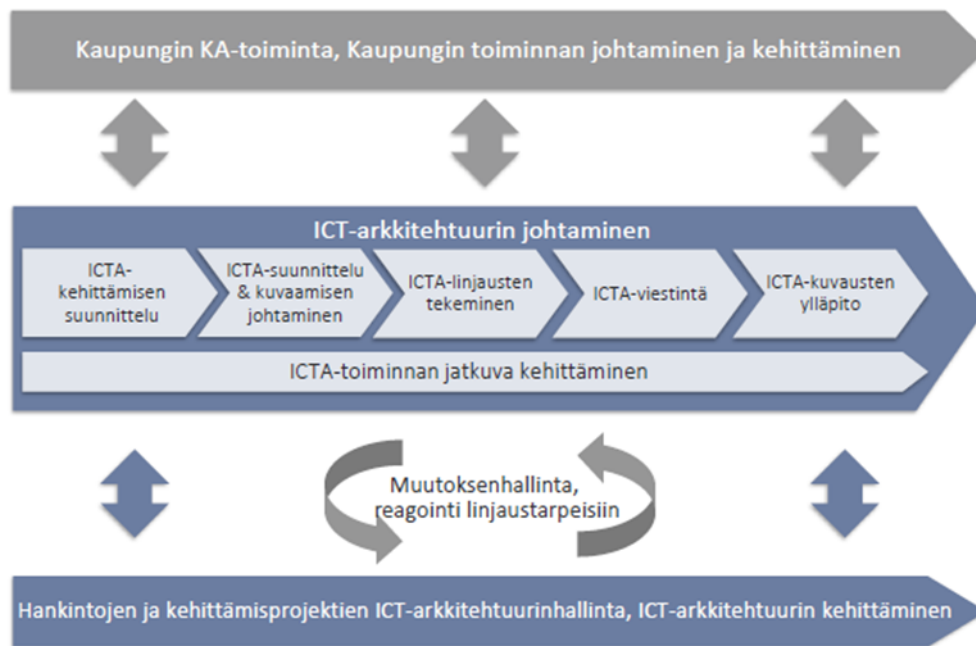 Kaupungin KA-toiminta, Kaupungin toiminnan johtaminen ja kehittäminen
ICT-arkkitehtuurin johtaminen
ICTA-
kehittämisen
suunnittelu
ICTA-suunnittelu
& kuvaamisen
johtaminen
ICTA-linjausten
tekeminen
ICTA-viestintä
ICTA-kuvausten
ylläpito
ICTA-toiminnan jatkuva kehittäminen
Muutoksenhallinta,
reagointi linjaustarpeisiin
Hankintojen ja kehittämisprojektien ICT-arkkitehtuurinhallinta, ICT-arkkitehtuurin kehittäminen